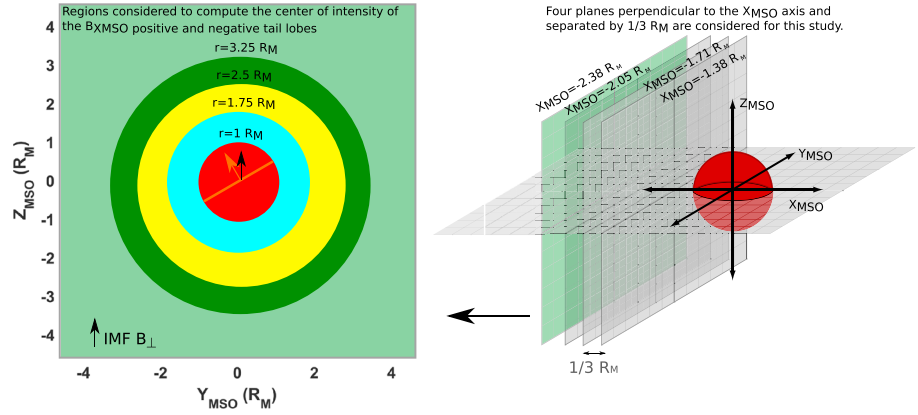 Regions considered to compute the center of intensity of
the BXMSO positive and negative tail lobes
r=3.25 RM
r=2.5 RM
r=1.75 RM
r=1 RM
IMF B⊥
4
3
2
1
0
-1
-2
-3
-4
ZMSO (RM)
-4
-2
0
2
4
YMSO (RM)
Four planes perpendicular to the XMSO axis and
separated by 1/3 RM are considered for this study.
XMSO=-2.38 RM
XMSO=-2.05 RM
XMSO=-1.71 RM
XMSO=-1.38 RM
ZMSO
YMSO
XMSO
1/3 RM